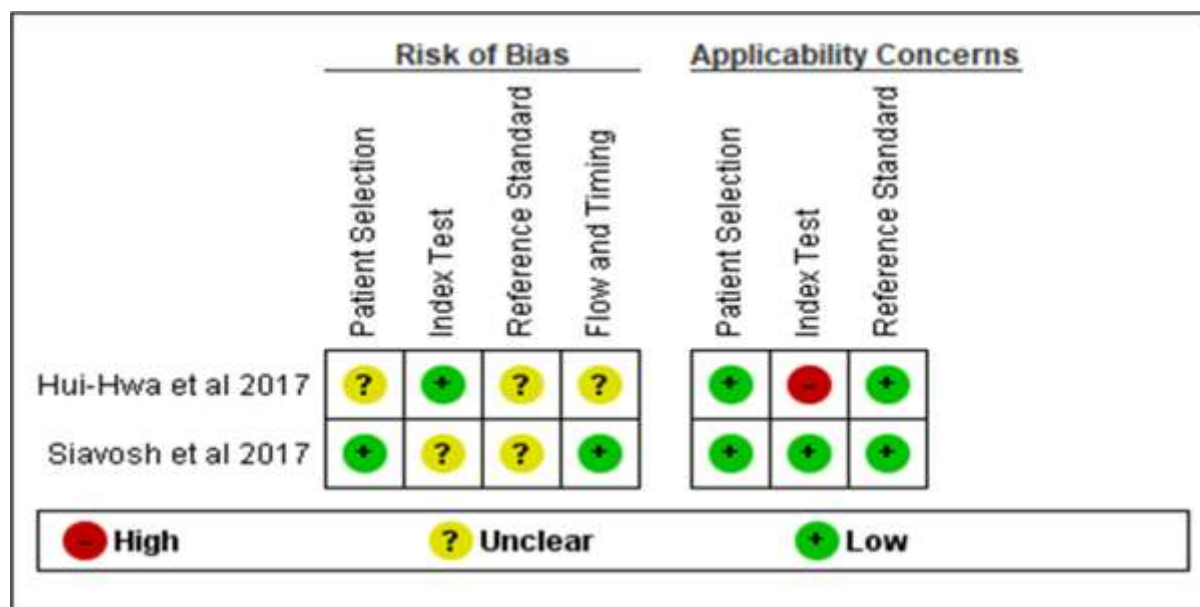 Risk of Bias Applicability Concerns
Patient Selection
Index Test
Reference Standard
Flow and Timing
Patient Selection
Index Test
Reference Standard
Hui-Hwa et al 2017 ? + ? ? + - +
Siavosh et al 2017 + ? ? + + + +
- High ? Unclear + Low